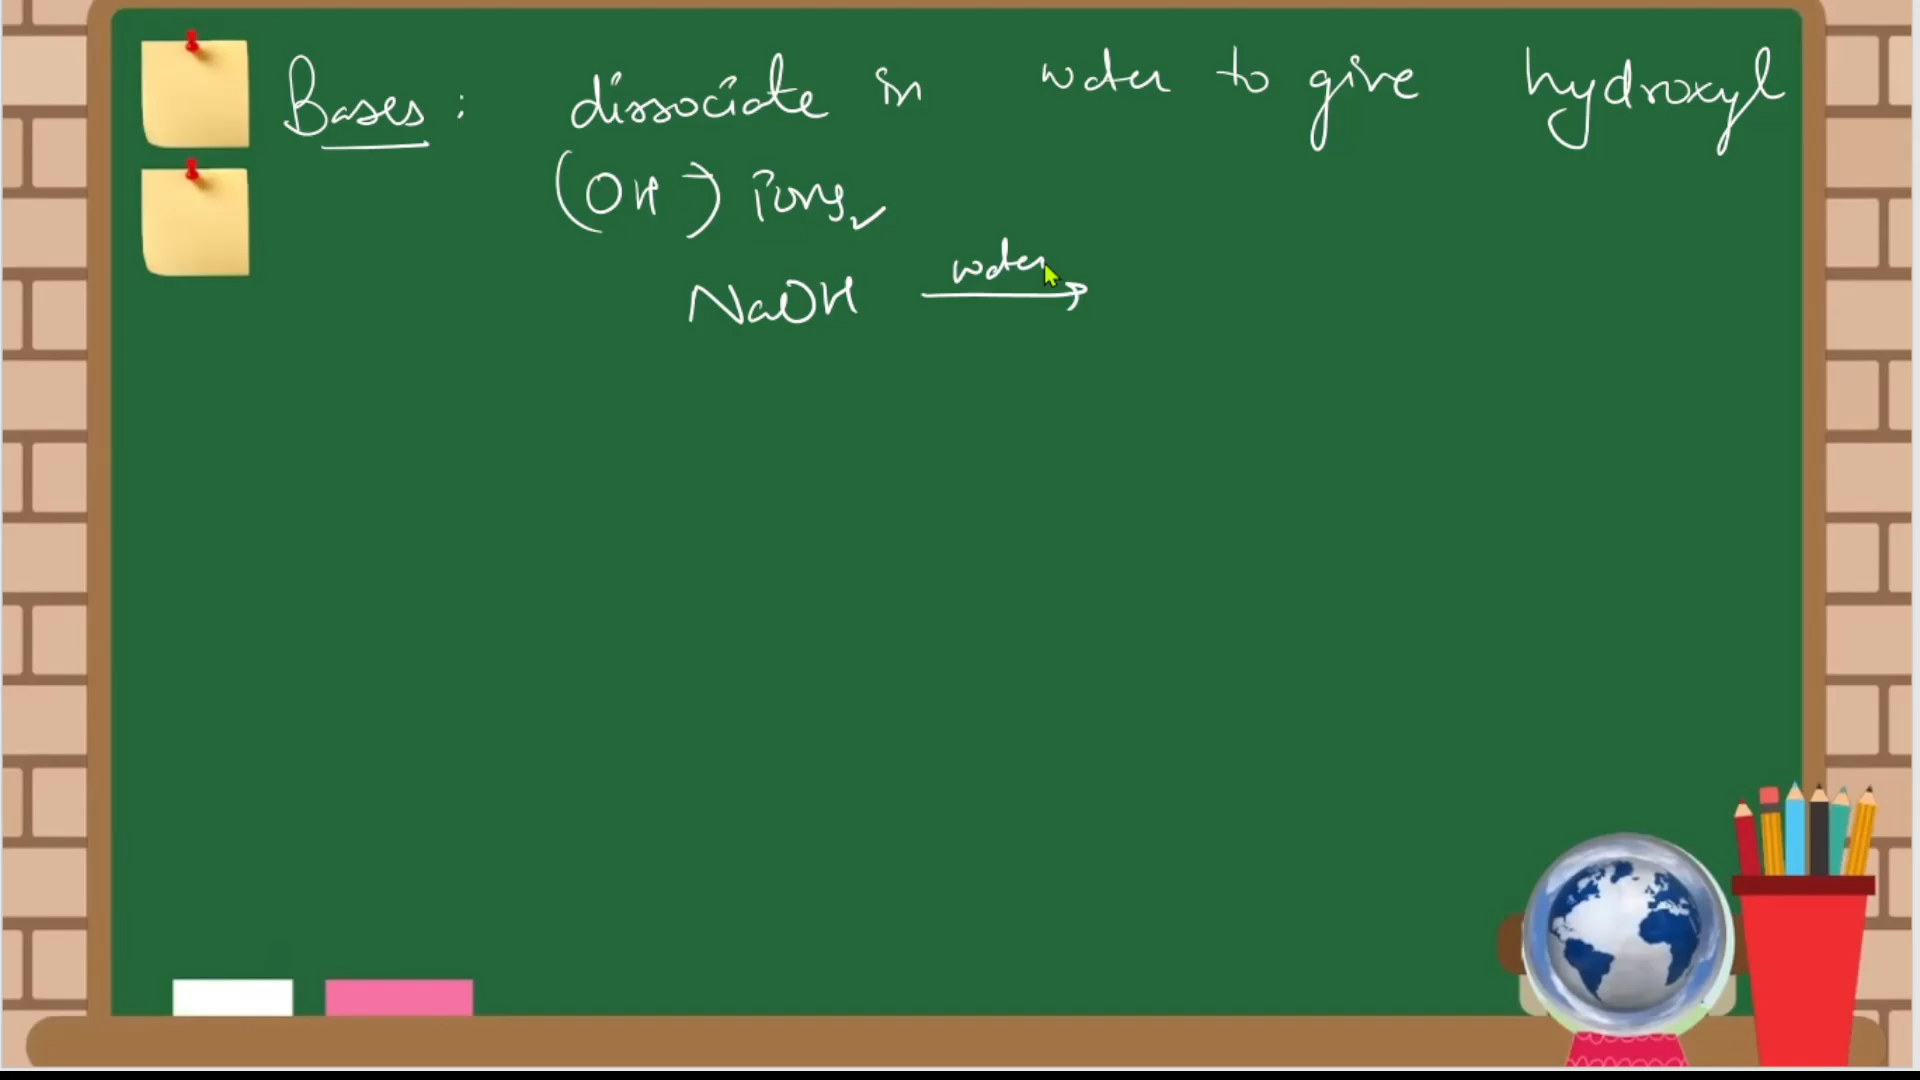 Bases: dissociate in water to give hydroxyl
(OH⁻) ions
water
NaOH ⟶